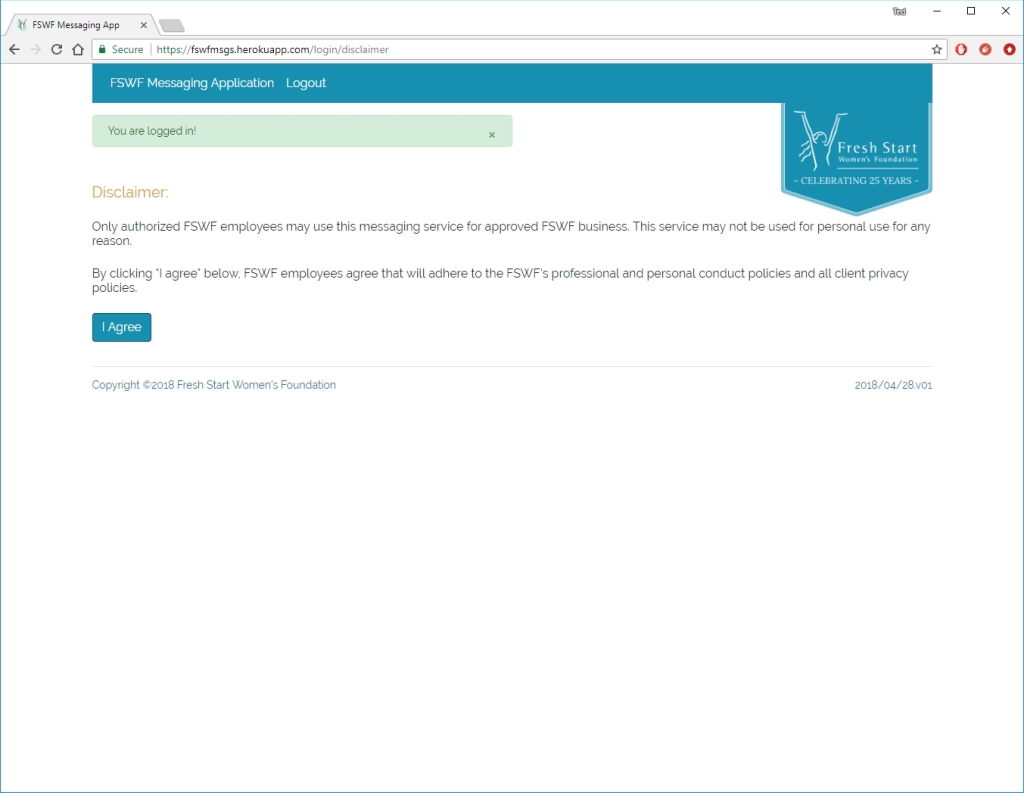 Ted
FSWF Messaging App
Secure
https://fswfmsgs.herokuapp.com/login/disclaimer
FSWF Messaging Application Logout
You are logged in!
×
Fresh Start
Women's Foundation
- CELEBRATING 25 YEARS -
Disclaimer:
Only authorized FSWF employees may use this messaging service for approved FSWF business. This service may not be used for personal use for any
reason.
By clicking "I agree" below, FSWF employees agree that will adhere to the FSWF's professional and personal conduct policies and all client privacy
policies.
I Agree
Copyright ©2018 Fresh Start Women's Foundation
2018/04/28.v01